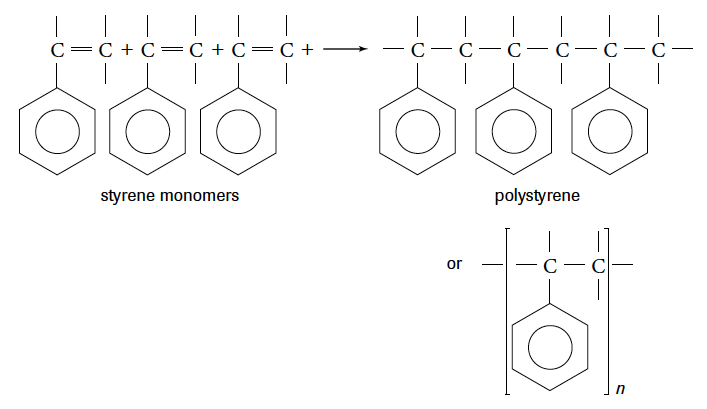 C = C + C = C + C = C + → — C — C — C — C — C — C —
styrene monomers
polystyrene
or — C — C —
n